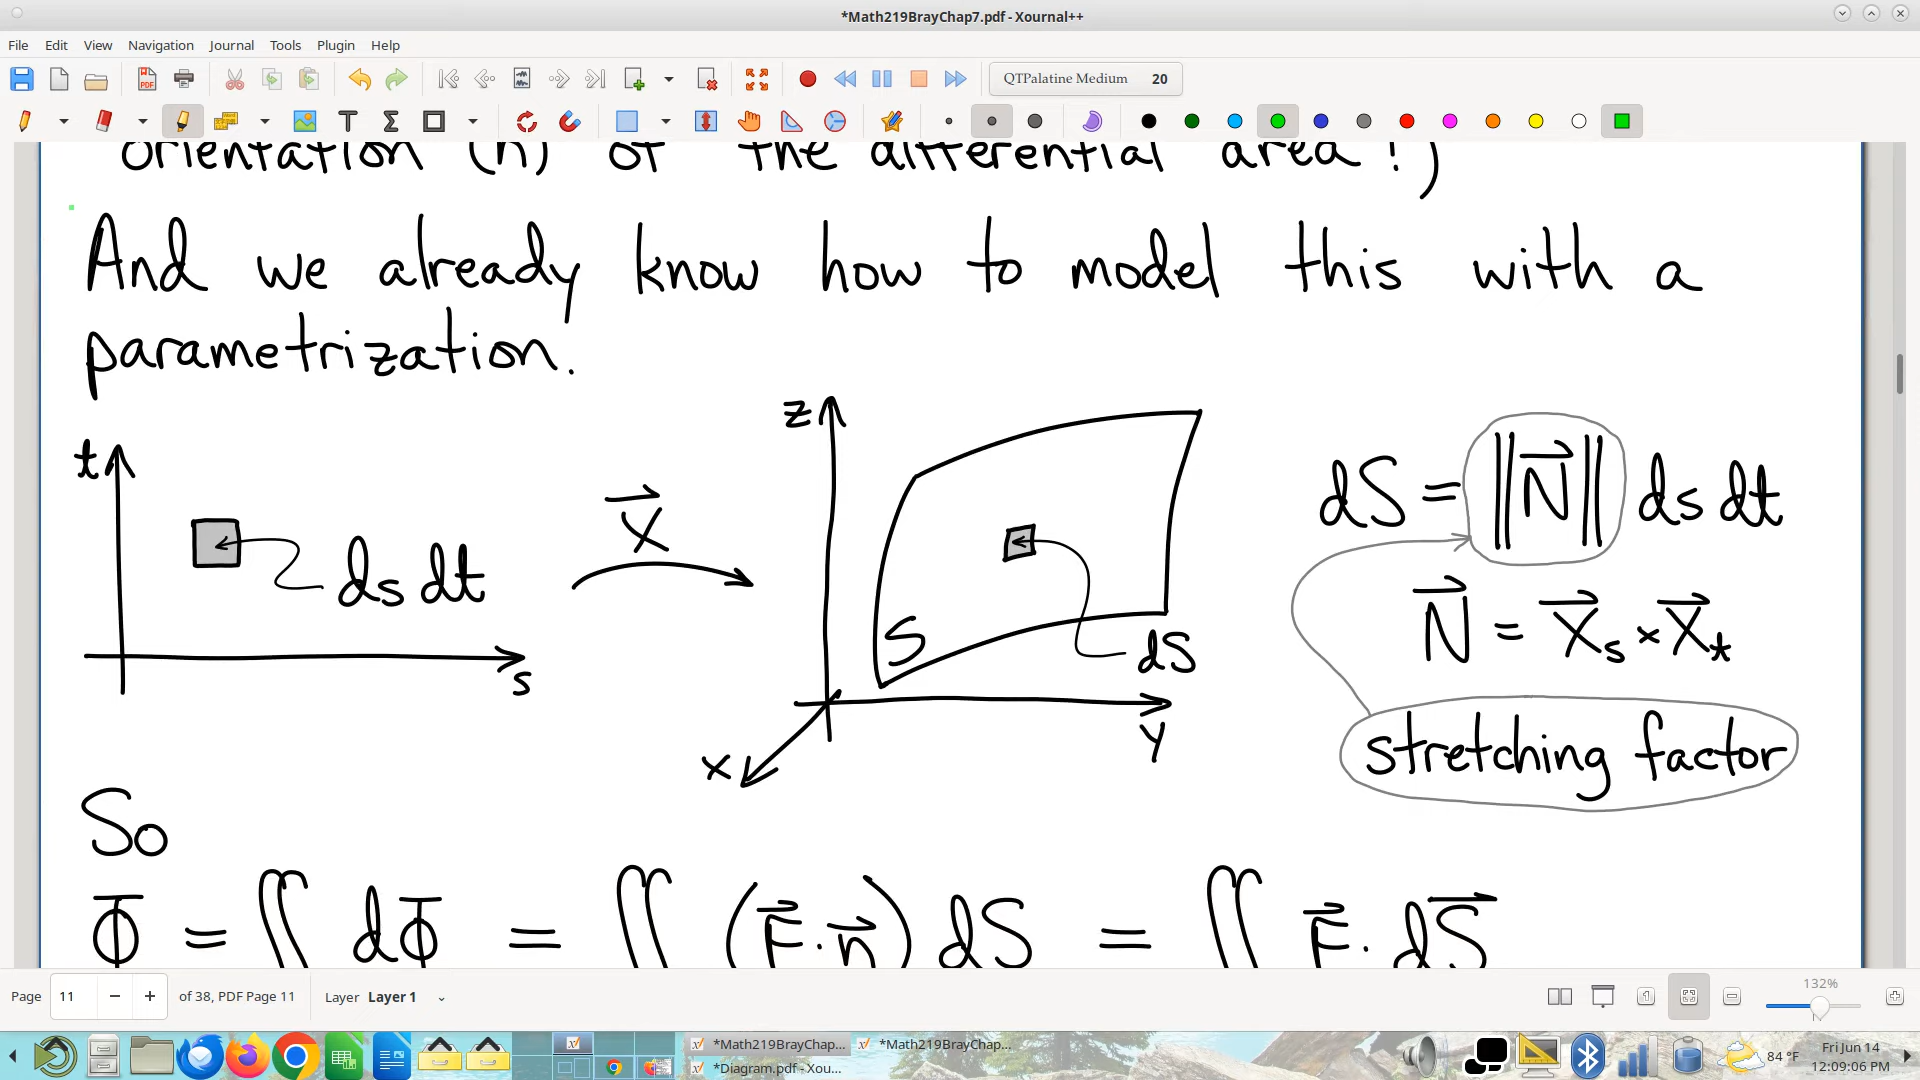 *Math219BrayChap7.pdf - Xournal++
File Edit View Navigation Journal Tools Plugin Help
QTPalatine Medium 20
orientation (n) of the differential area!)
And we already know how to model this with a
parametrization.
t
ds dt
s
X⃗
z
S
dS
y
x
dS = ||N⃗|| ds dt
N⃗ = X⃗ₛ × X⃗ₜ
stretching factor
So
Φ = ∬ dΦ = ∬ (F⃗ · n⃗) dS = ∬ F⃗ · dS⃗
Page 11 of 38, PDF Page 11 Layer Layer 1
132%
*Math219BrayChap...
*Math219BrayChap...
*Diagram.pdf - Xou...
84 °F
Fri Jun 14
12:09:06 PM